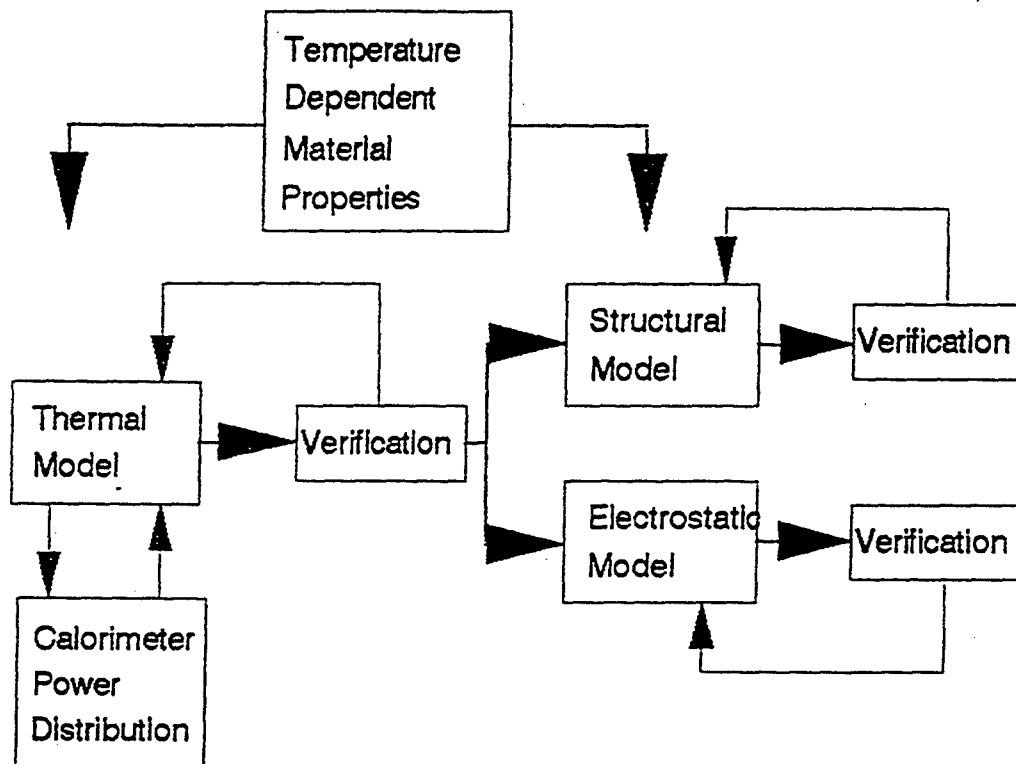 Temperature
Dependent
Material
Properties
Structural
Model
Verification
Thermal
Model
Verification
Electrostatic
Model
Verification
Calorimeter
Power
Distribution